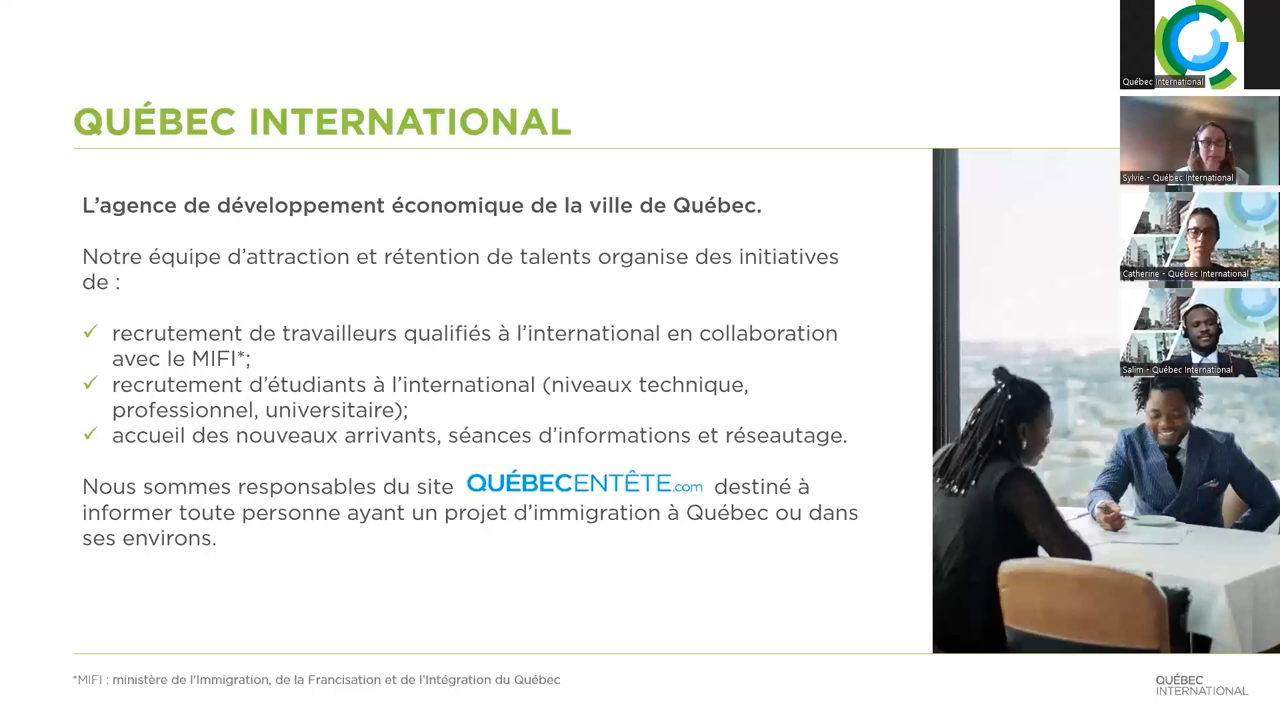 QUÉBEC INTERNATIONAL
L’agence de développement économique de la ville de Québec.
Notre équipe d’attraction et rétention de talents organise des initiatives
de :
✓ recrutement de travailleurs qualifiés à l’international en collaboration
avec le MIFI*;
✓ recrutement d’étudiants à l’international (niveaux technique,
professionnel, universitaire);
✓ accueil des nouveaux arrivants, séances d’informations et réseautage.
Nous sommes responsables du site QUÉBECENTÊTE.com destiné à
informer toute personne ayant un projet d’immigration à Québec ou dans
ses environs.
*MIFI : ministère de l’Immigration, de la Francisation et de l’Intégration du Québec
QUÉBEC
INTERNATIONAL
Québec International
Sylvie - Québec International
Catherine - Québec International
Salim - Québec International